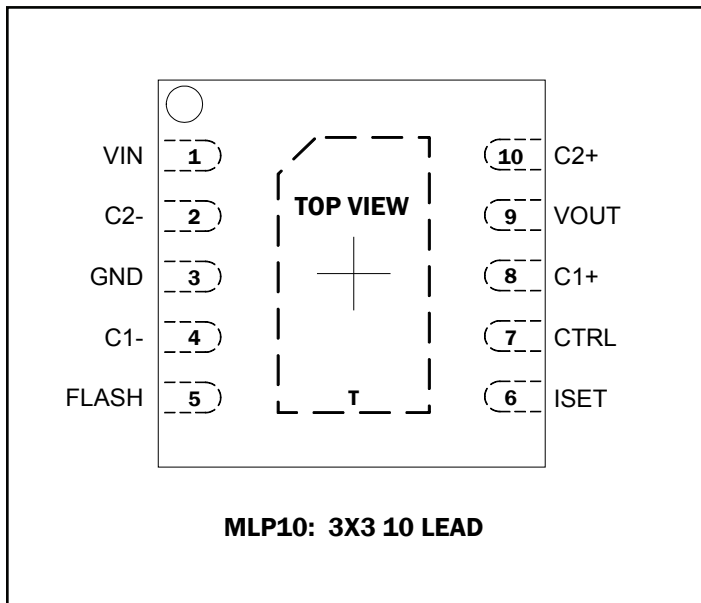 VIN 1 10 C2+
C2- 2 TOP VIEW 9 VOUT
GND 3 8 C1+
C1- 4 7 CTRL
FLASH 5 T 6 ISET
MLP10: 3X3 10 LEAD